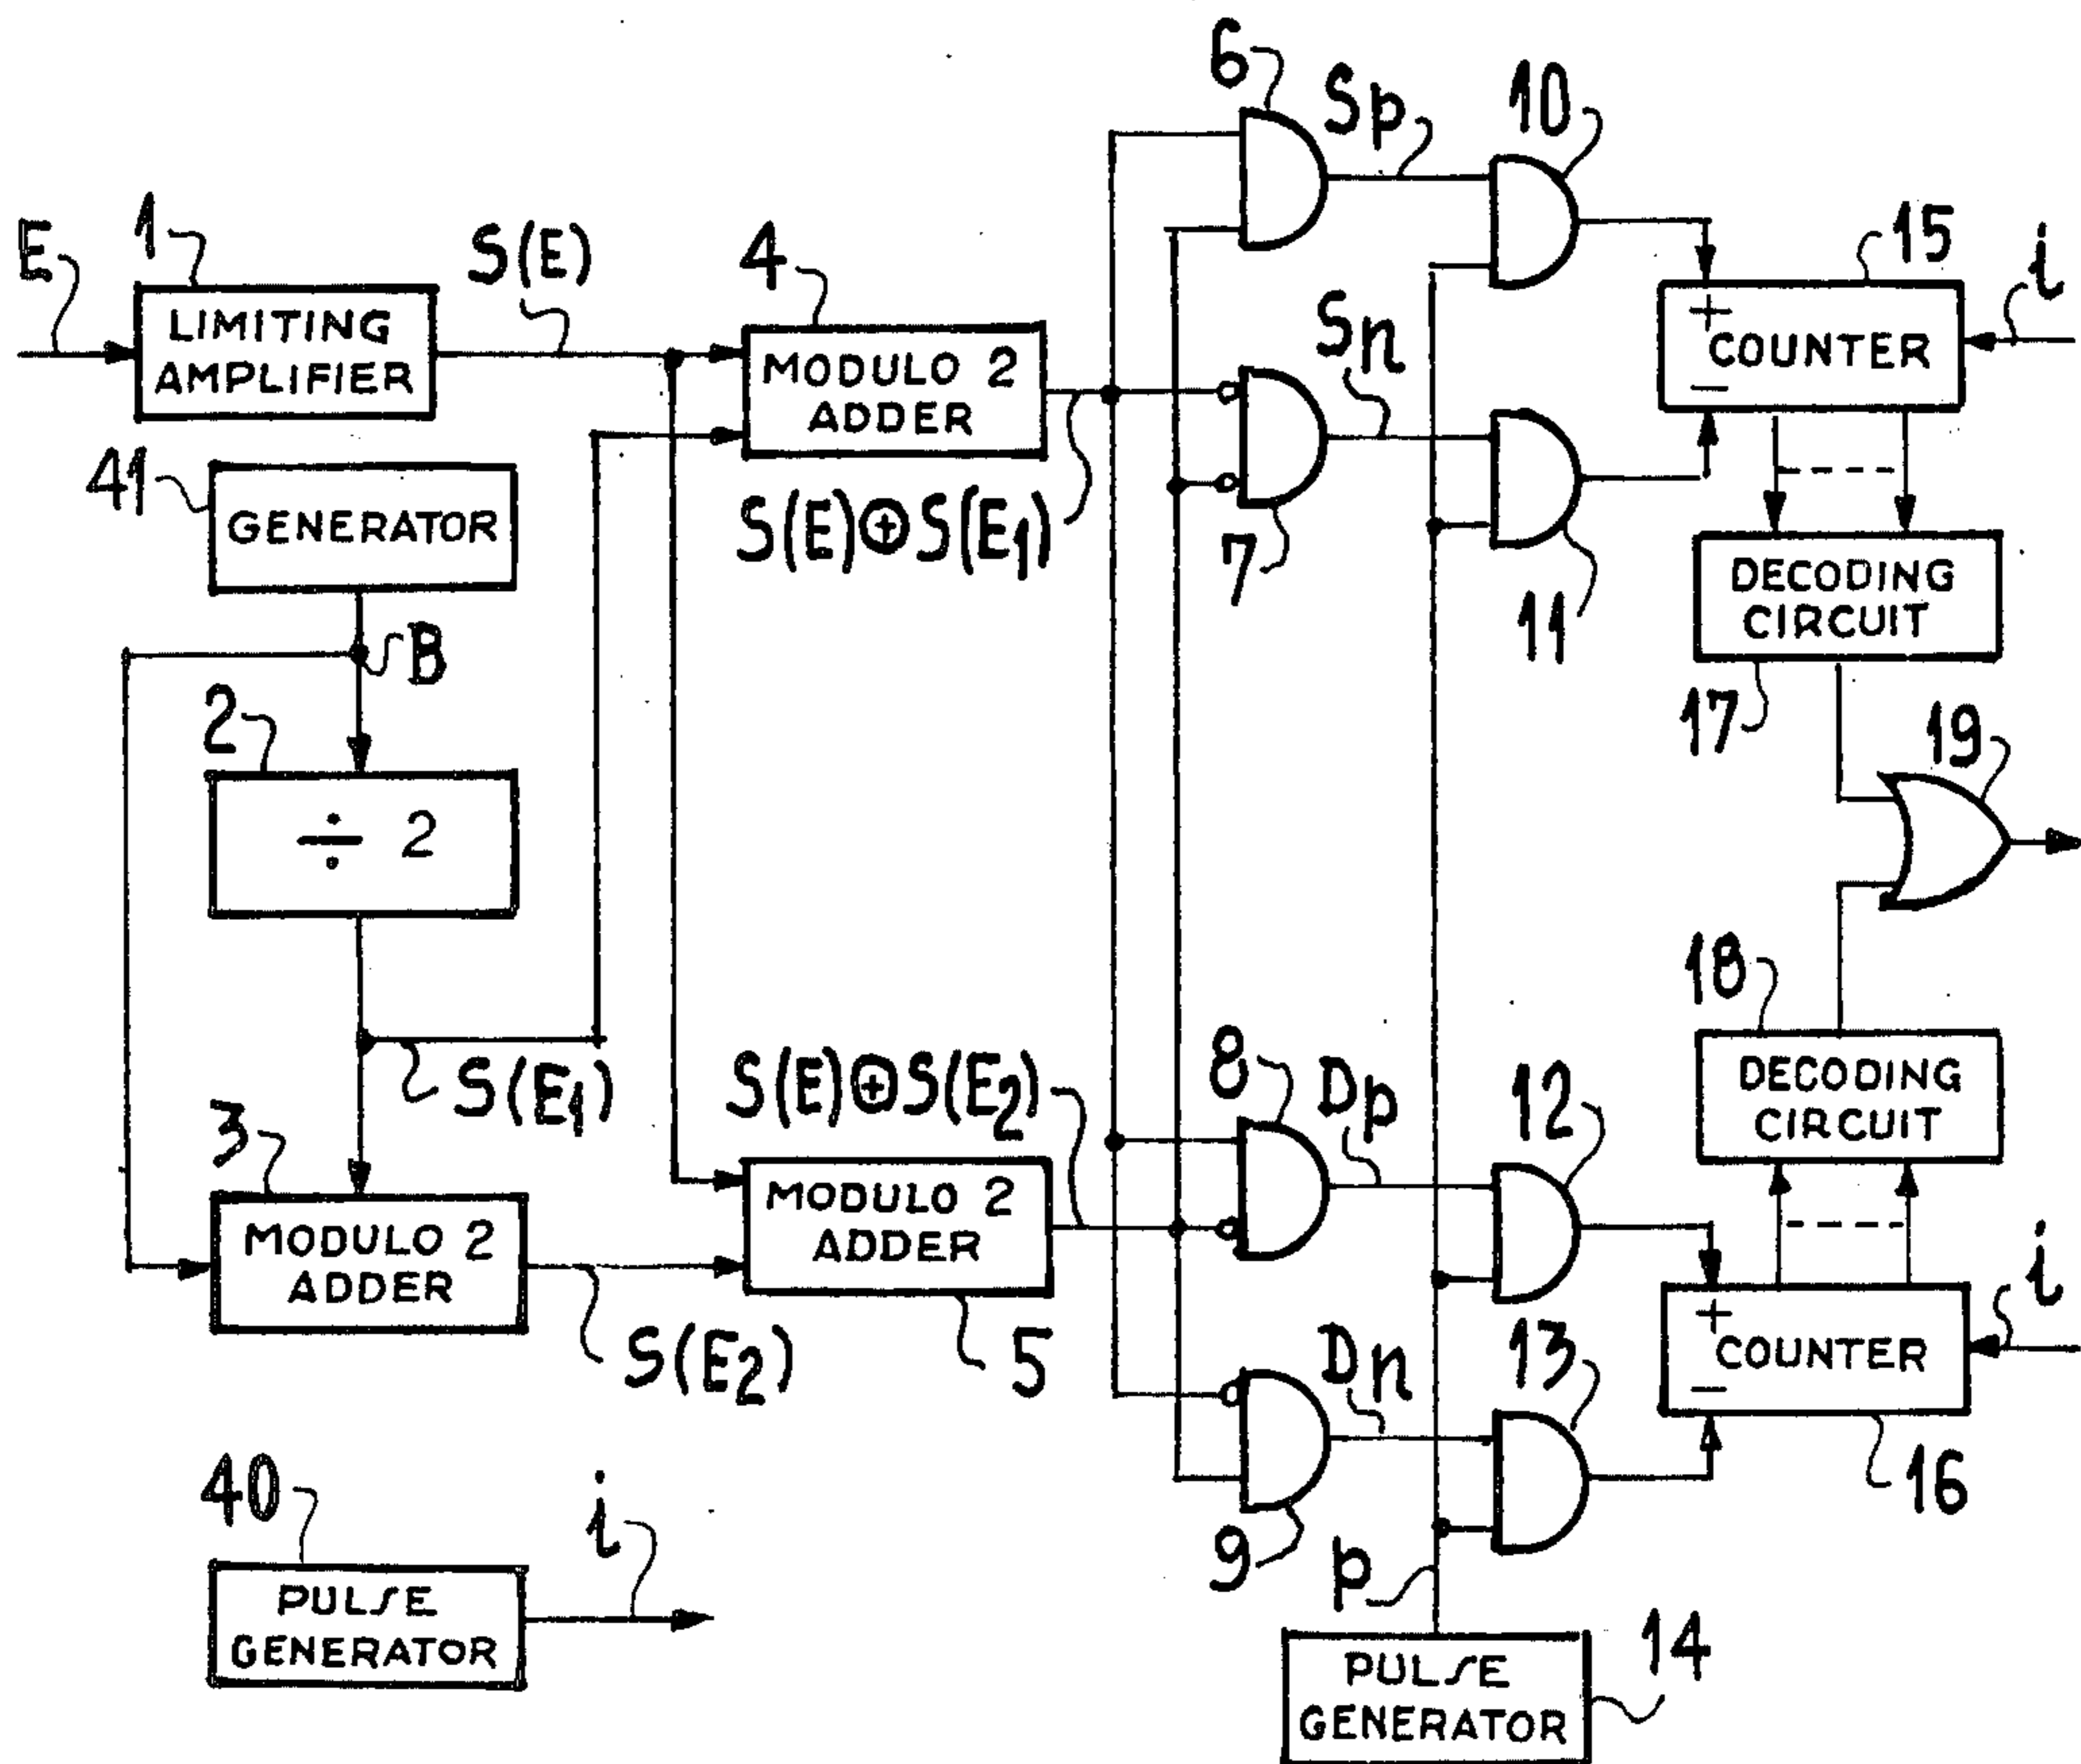 6
Sp
10
E
1
S(E)
4
15
i
LIMITING
AMPLIFIER
MODULO 2
ADDER
Sn
+
COUNTER
−
41
GENERATOR
S(E)⊕S(E1)
7
11
DECODING
CIRCUIT
17
B
2
÷ 2
19
18
S(E1)
S(E)⊕S(E2)
8
Dp
12
DECODING
CIRCUIT
3
MODULO 2
ADDER
MODULO 2
ADDER
i
+
COUNTER
−
S(E2)
5
Dn
13
16
40
i
9
p
PULSE
GENERATOR
14
PULSE
GENERATOR